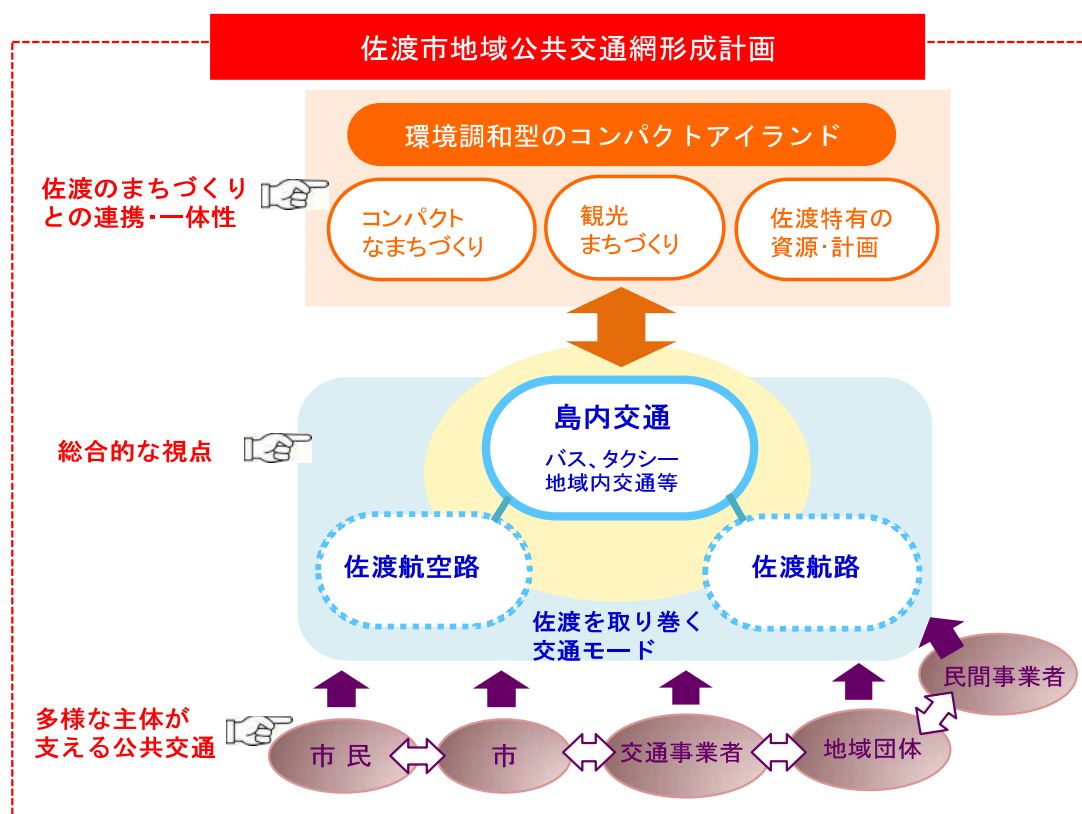 佐渡市地域公共交通網形成計画
環境調和型のコンパクトアイランド
佐渡のまちづくり
との連携・一体性
コンパクト
なまちづくり
観光
まちづくり
佐渡特有の
資源・計画
総合的な視点
島内交通
バス、タクシー
地域内交通等
佐渡航空路
佐渡航路
佐渡を取り巻く
交通モード
多様な主体が
支える公共交通
市民
市
交通事業者
地域団体
民間事業者